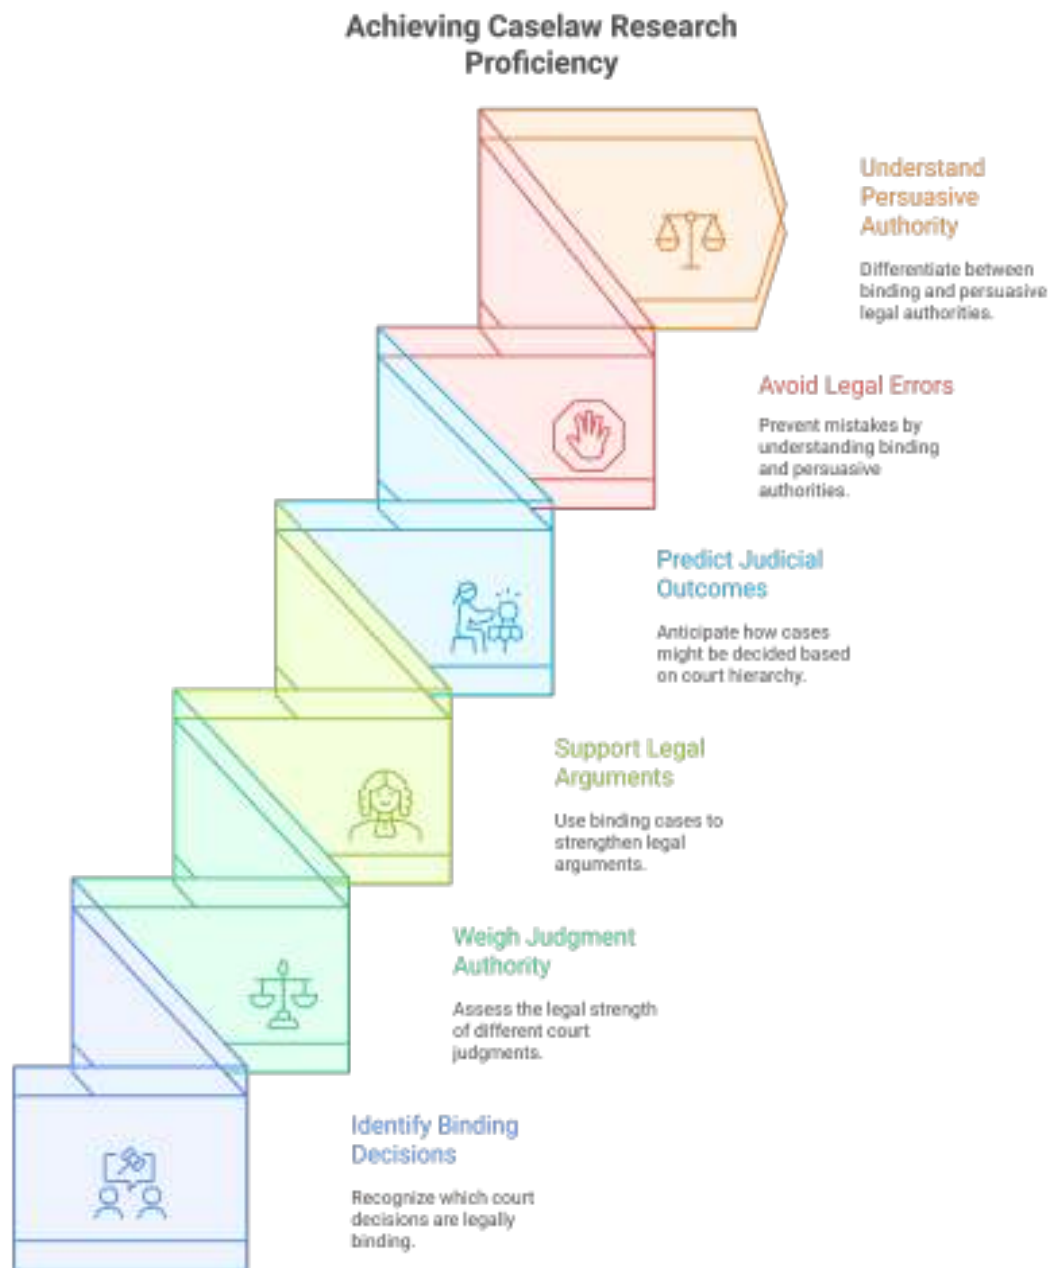 Achieving Caselaw Research
Proficiency
Understand
Persuasive
Authority
Differentiate between
binding and persuasive
legal authorities.
Avoid Legal Errors
Prevent mistakes by
understanding binding
and persuasive
authorities.
Predict Judicial
Outcomes
Anticipate how cases
might be decided based
on court hierarchy.
Support Legal
Arguments
Use binding cases to
strengthen legal
arguments.
Weigh Judgment
Authority
Assess the legal strength
of different court
judgments.
Identify Binding
Decisions
Recognize which court
decisions are legally
binding.